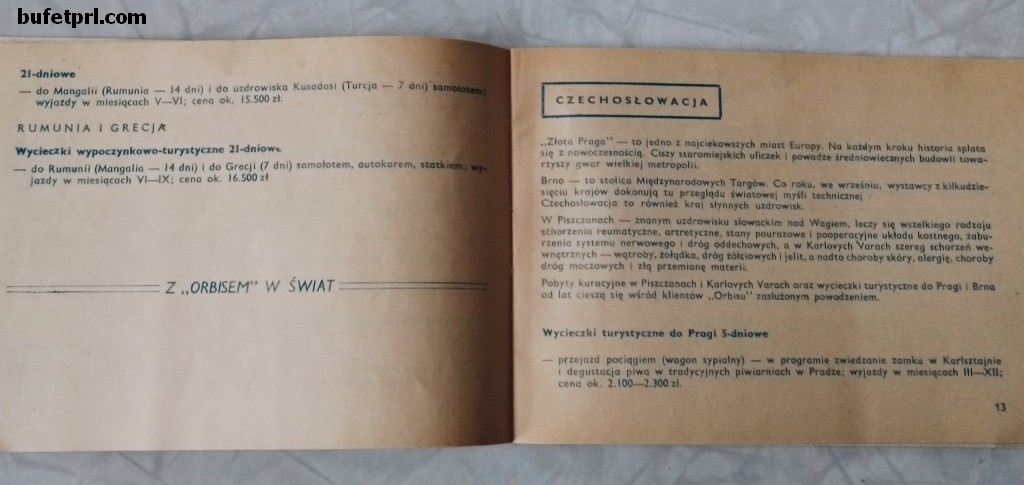 bufetprl.com
21-dniowe
— do Mangalii (Rumunia — 14 dni) i do uzdrowiska Kusadasi (Turcja — 7 dni) samolotem;
wyjazdy w miesiącach V—VI; cena ok. 15.500 zł.
RUMUNIA I GRECJA
Wycieczki wypoczynkowo-turystyczne 21-dniowe
— do Rumunii (Mangalia — 14 dni) i do Grecji (7 dni) samolotem, autokarem, statkiem; wy-
jazdy w miesiącach VI—IX; cena ok. 16.500 zł
Z „ORBISEM" W ŚWIAT
CZECHOSŁOWACJA
„Złota Praga" — to jedno z najciekawszych miast Europy. Na każdym kroku historia splata
się z nowoczesnością. Ciszy staromiejskich uliczek i powadze średniowiecznych budowli towa-
rzyszy gwar wielkiej metropolii.
Brno — to stolica Międzynarodowych Targów. Co roku, we wrześniu, wystawcy z kilkudzie-
sięciu krajów dokonują tu przeglądu światowej myśli technicznej
Czechosłowacja to również kraj słynnych uzdrowisk.
W Piszczanach — znanym uzdrowisku słowackim nad Wagiem, leczy się wszelkiego rodzaju
schorzenia reumatyczne, artretyczne, stany pourazowe i pooperacyjne układu kostnego, zabu-
rzenia systemu nerwowego i dróg oddechowych, a w Karlovych Varach szereg schorzeń we-
wnętrznych — wątroby, żołądka, dróg żółciowych i jelit, a nadto choroby skóry, alergię, choroby
dróg moczowych i złą przemianę materii.
Pobyty kuracyjne w Piszczanach i Karlovych Varach oraz wycieczki turystyczne do Pragi i Brna
od lat cieszą się wśród klientów „Orbisu" zasłużonym powodzeniem.
Wycieczki turystyczne do Pragi 5-dniowe
— przejazd pociągiem (wagon sypialny) — w programie zwiedzanie zamku w Karlsztajnie
i degustacja piwa w tradycyjnych piwiarniach w Pradze; wyjazdy w miesiącach III—XII;
cena ok. 2.100—2.300 zł.
13